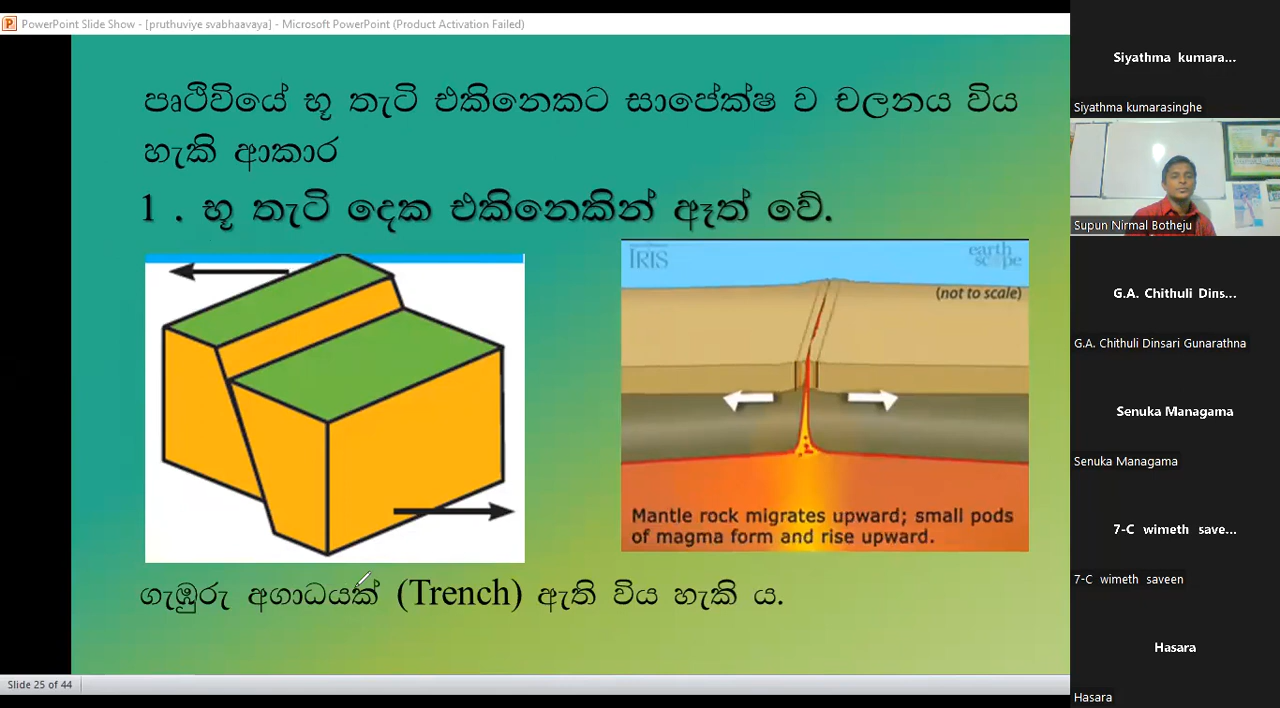 PowerPoint Slide Show - [pruthuviye svabhaavaya] - Microsoft PowerPoint (Product Activation Failed)
පෘථිවියේ භූ තැටි එකිනෙකට සාපේක්ෂ ව චලනය විය
හැකි ආකාර
1 . භූ තැටි දෙක එකිනෙකින් ඈත් වේ.
IRIS
earth
scope
(not to scale)
Mantle rock migrates upward; small pods
of magma form and rise upward.
ගැඹුරු අගාධයක් (Trench) ඇති විය හැකි ය.
Slide 25 of 44
Siyathma kumara...
Siyathma kumarasinghe
Supun Nirmal Botheju
G.A. Chithuli Dins...
G.A. Chithuli Dinsari Gunarathna
Senuka Managama
Senuka Managama
7-C wimeth save...
7-C wimeth saveen
Hasara
Hasara